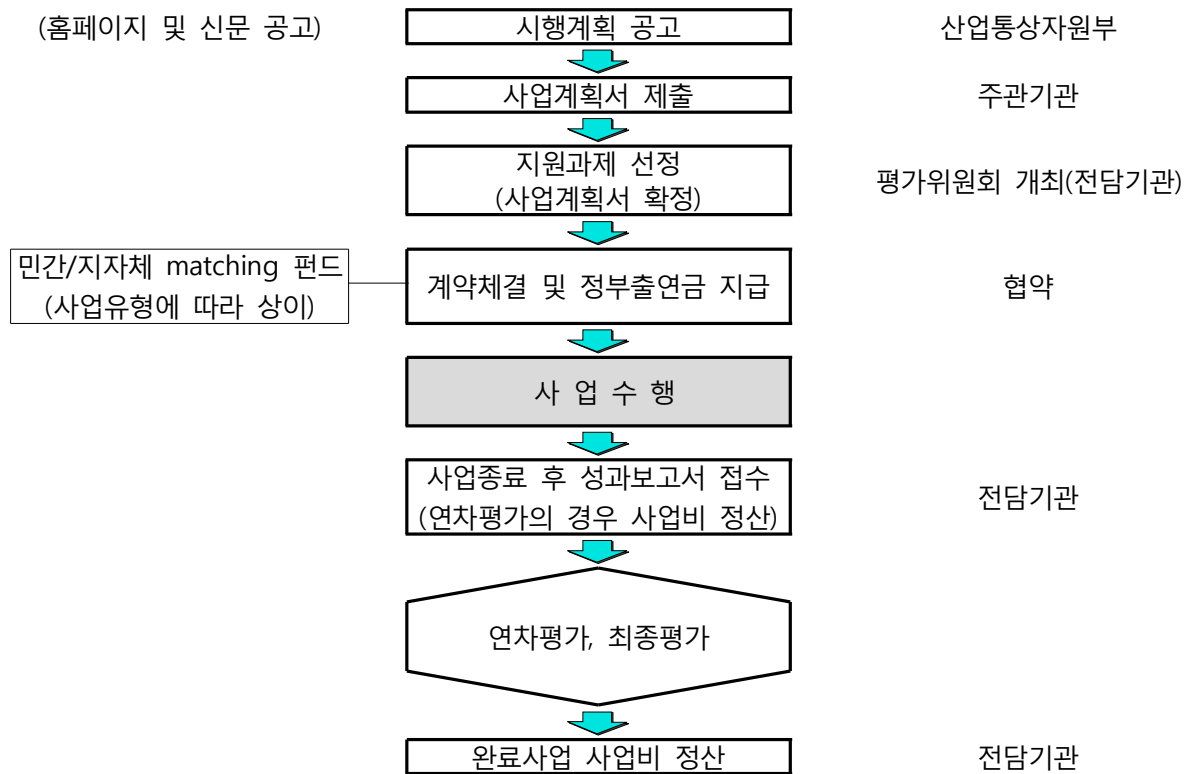 (홈페이지 및 신문 공고) 시행계획 공고 산업통상자원부
사업계획서 제출 주관기관
지원과제 선정
(사업계획서 확정)
평가위원회 개최(전담기관)
민간/지자체 matching 펀드
(사업유형에 따라 상이)
계약체결 및 정부출연금 지급 협약
사 업 수 행
사업종료 후 성과보고서 접수
(연차평가의 경우 사업비 정산)
전담기관
연차평가, 최종평가
완료사업 사업비 정산 전담기관